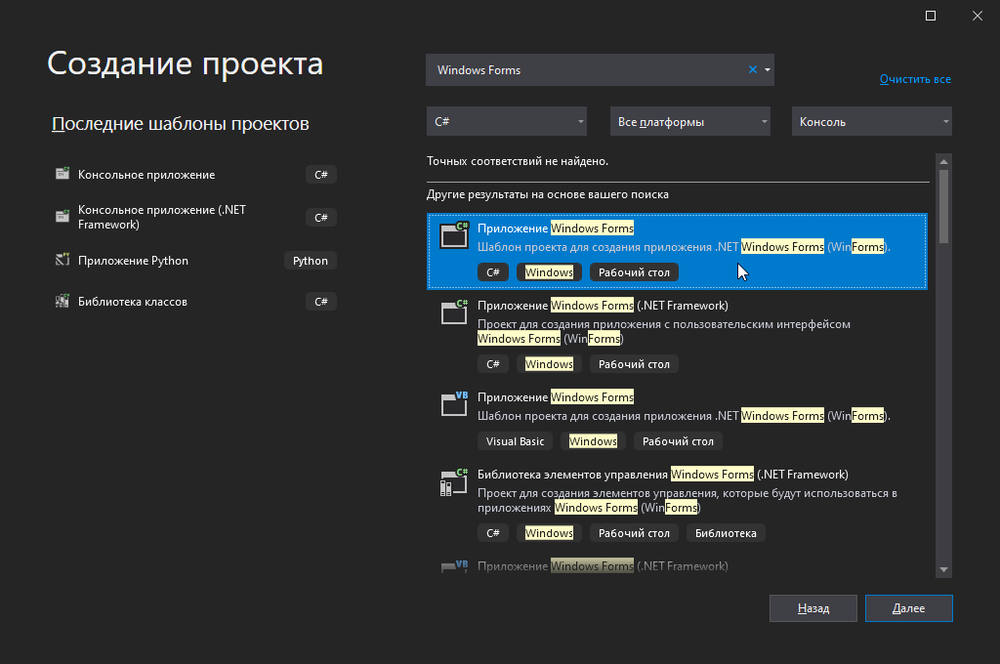 Создание проекта
Последние шаблоны проектов
Консольное приложение
C#
Консольное приложение (.NET
Framework)
C#
Приложение Python
Python
Библиотека классов
C#
Windows Forms
Очистить все
C#
Все платформы
Консоль
Точных соответствий не найдено.
Другие результаты на основе вашего поиска
C#
Приложение Windows Forms
Шаблон проекта для создания приложения .NET Windows Forms (WinForms).
C# Windows Рабочий стол
C#
Приложение Windows Forms (.NET Framework)
Проект для создания приложения с пользовательским интерфейсом
Windows Forms (WinForms)
C# Windows Рабочий стол
VB
Приложение Windows Forms
Шаблон проекта для создания приложения .NET Windows Forms (WinForms).
Visual Basic Windows Рабочий стол
C#
Библиотека элементов управления Windows Forms (.NET Framework)
Проект для создания элементов управления, которые будут использоваться в
приложениях Windows Forms (WinForms)
C# Windows Рабочий стол Библиотека
VB
Приложение Windows Forms (.NET Framework)
Назад
Далее